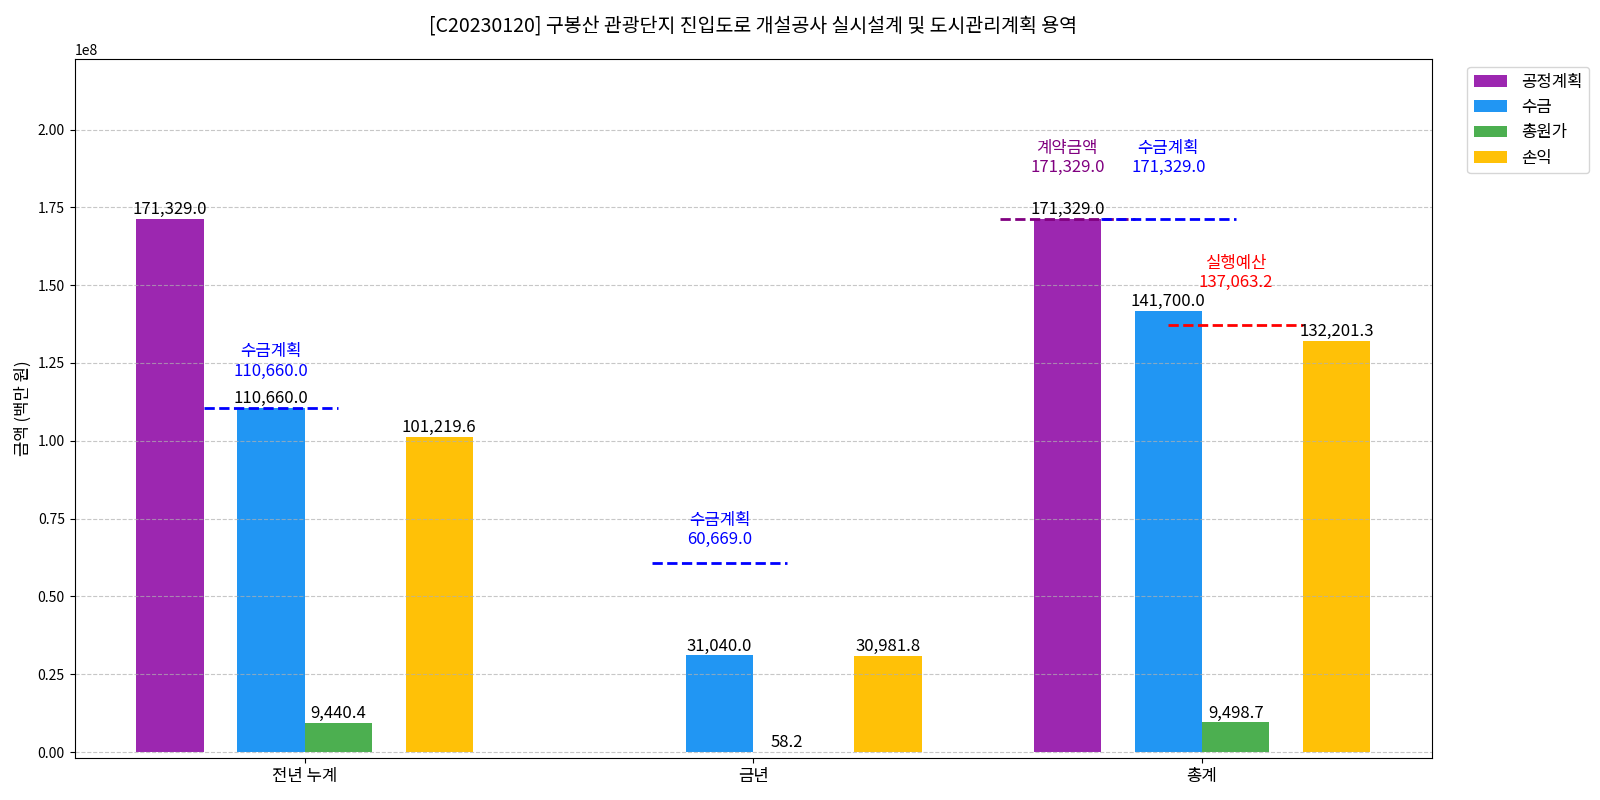 [C20230120] 구봉산 관광단지 진입도로 개설공사 실시설계 및 도시관리계획 용역
1e8
공정계획
수금
총원가
손익
2.00
1.75
1.50
1.25
1.00
0.75
0.50
0.25
0.00
금액 (백만 원)
171,329.0
수금계획
110,660.0
110,660.0
9,440.4
101,219.6
수금계획
60,669.0
31,040.0
58.2
30,981.8
계약금액
171,329.0
수금계획
171,329.0
171,329.0
실행예산
137,063.2
141,700.0
132,201.3
9,498.7
전년 누계
금년
총계